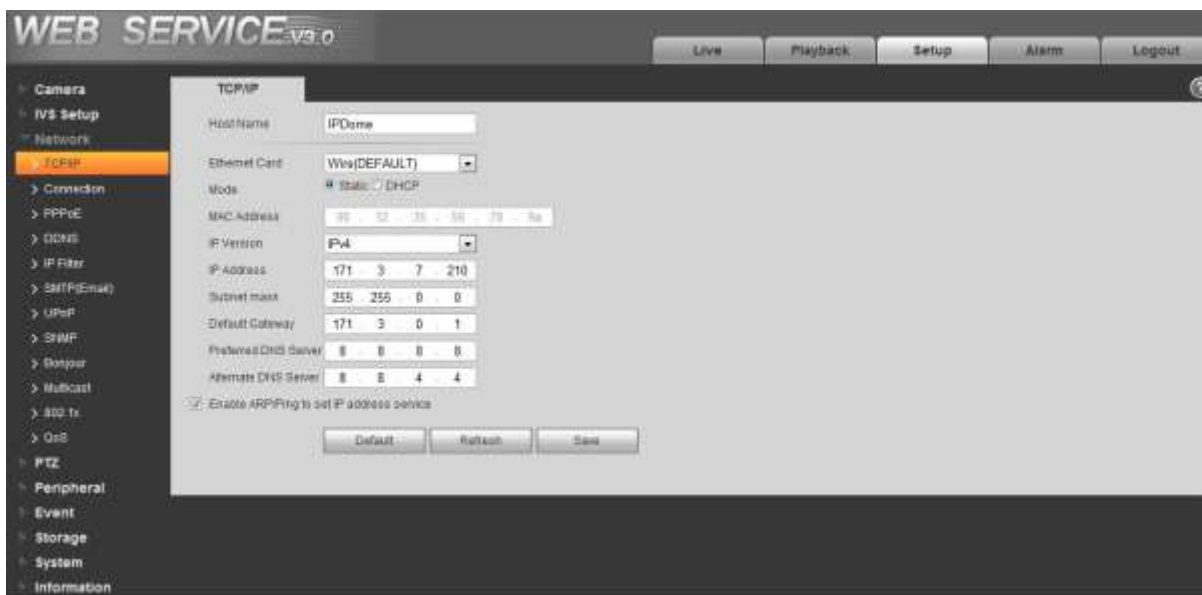 WEB SERVICE V3.0
Live
Playback
Setup
Alarm
Logout
Camera
IVS Setup
Network
TCP/IP
Connection
PPPoE
DDNS
IP Filter
SMTP(Email)
UPnP
SNMP
Bonjour
Multicast
802.1x
QoS
PTZ
Peripheral
Event
Storage
System
Information
TCP/IP
Host Name IPDome
Ethernet Card Wire(DEFAULT)
Mode Static DHCP
MAC Address
IP Version IPv4
IP Address 171 . 3 . 7 . 210
Subnet mask 255 . 255 . 0 . 0
Default Gateway 171 . 3 . 0 . 1
Preferred DNS Server 8 . 8 . 8 . 8
Alternate DNS Server 8 . 8 . 4 . 4
Enable ARP/Ping to set IP address service
Default Refresh Save